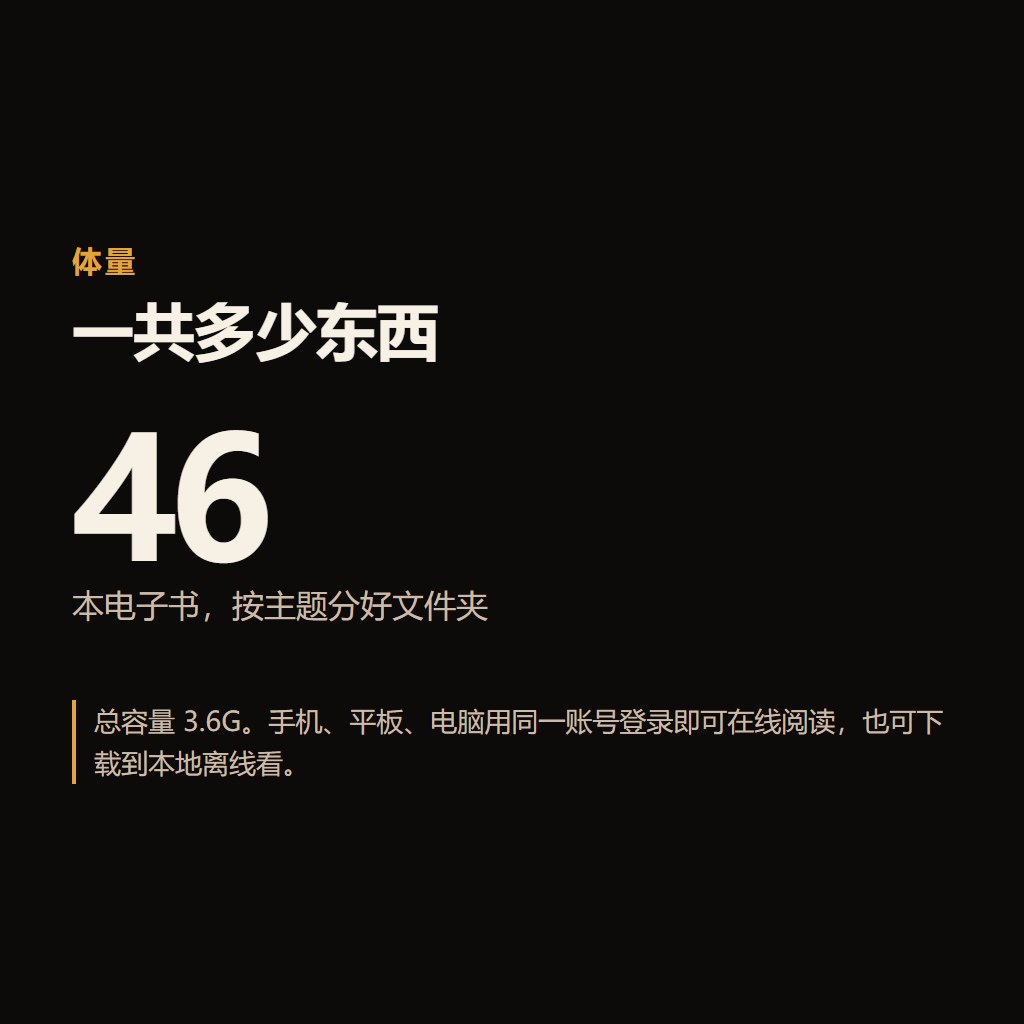 体量
一共多少东西
46
本电子书，按主题分好文件夹
总容量 3.6G。手机、平板、电脑用同一账号登录即可在线阅读，也可下
载到本地离线看。